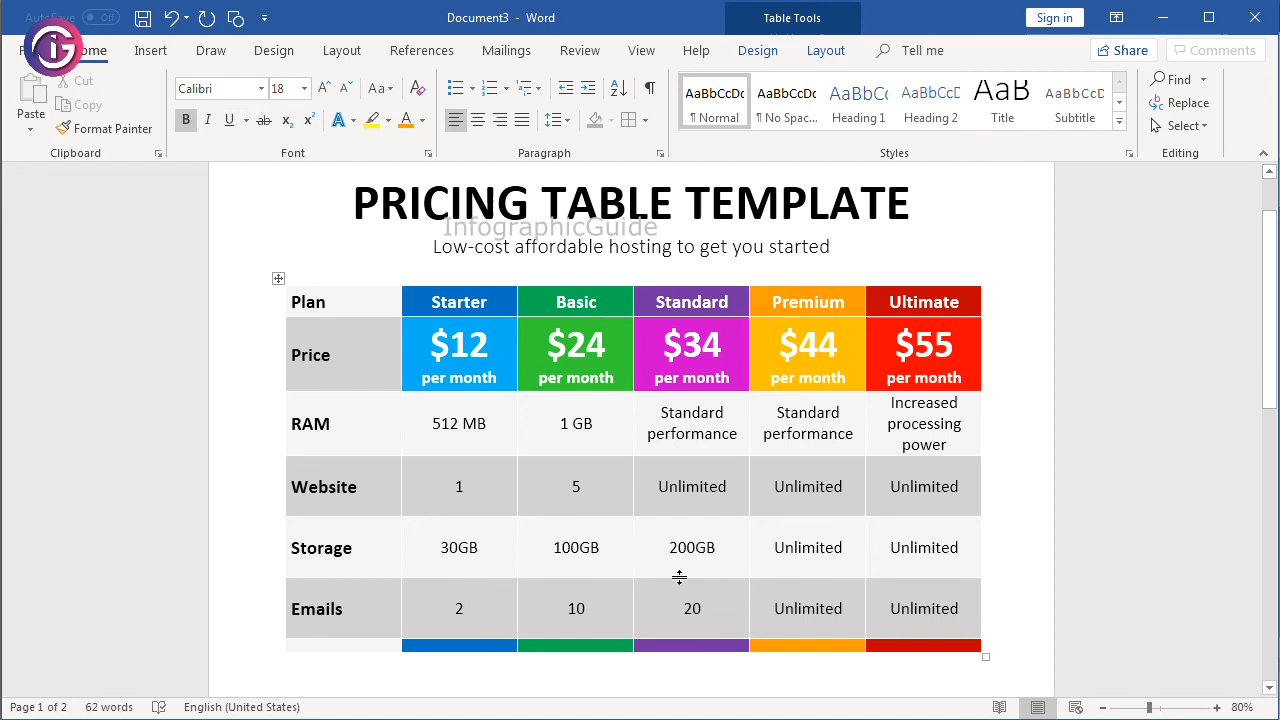 AutoSave Off
Document3 - Word
Table Tools
Sign in
Insert Draw Design Layout References Mailings Review View Help Design Layout Tell me Share Comments
Paste
Cut
Copy
Format Painter
Clipboard
Calibri 18
Font
Paragraph
AaBbCcDc AaBbCcDc AaBbCc AaBbCcD AaB AaBbCcD
¶ Normal ¶ No Spac... Heading 1 Heading 2 Title Subtitle
Styles
Find
Replace
Select
Editing
iG
PRICING TABLE TEMPLATE
InfographicGuide
Low-cost affordable hosting to get you started
Plan Starter Basic Standard Premium Ultimate
Price $12 per month $24 per month $34 per month $44 per month $55 per month
RAM 512 MB 1 GB Standard performance Standard performance Increased processing power
Website 1 5 Unlimited Unlimited Unlimited
Storage 30GB 100GB 200GB Unlimited Unlimited
Emails 2 10 20 Unlimited Unlimited
Page 1 of 2 62 words English (United States) 80%